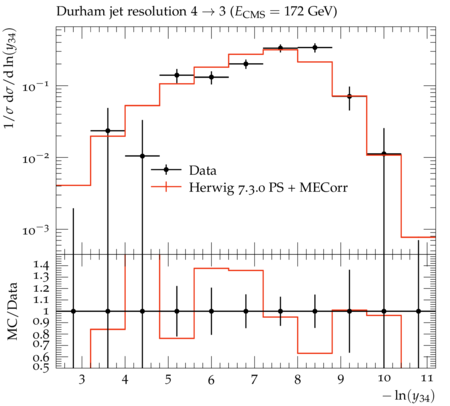 Durham jet resolution 4 → 3 (E_CMS = 172 GeV)
1/σ dσ/d ln(y_34)
10^−1
10^−2
10^−3
Data
Herwig 7.3.0 PS + MECorr
MC/Data
1.4
1.3
1.2
1.1
1
0.9
0.8
0.7
0.6
0.5
3 4 5 6 7 8 9 10 11
− ln(y_34)